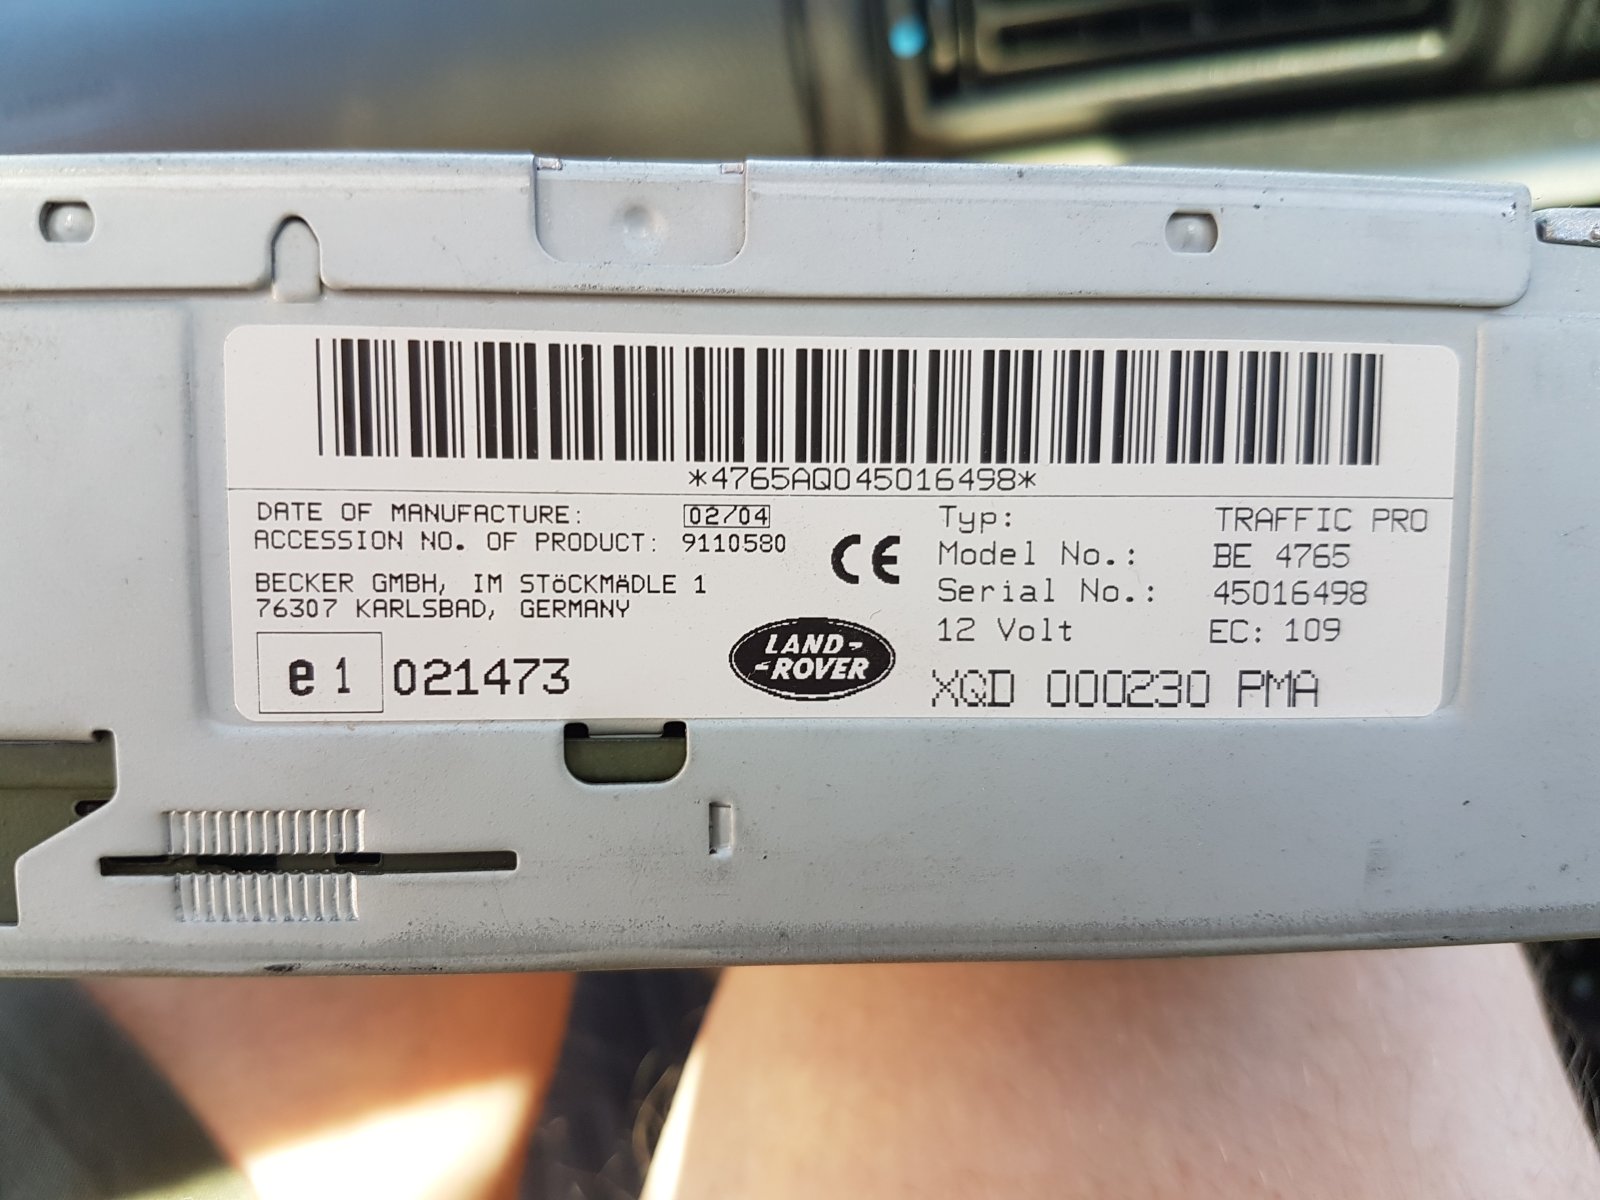 *4765AQ045016498*
DATE OF MANUFACTURE: 02/04
ACCESSION NO. OF PRODUCT: 9110580
BECKER GMBH, IM STöCKMÄDLE 1
76307 KARLSBAD, GERMANY
e1 021473
CE
LAND-
-ROVER
Typ: TRAFFIC PRO
Model No.: BE 4765
Serial No.: 45016498
12 Volt EC: 109
XQD 000230 PMA